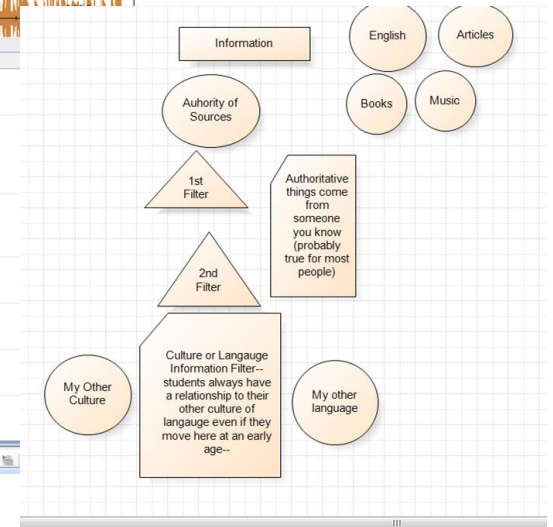 Information
English
Articles
Books
Music
Auhority of
Sources
1st
Filter
Authoritative
things come
from
someone
you know
(probably
true for most
people)
2nd
Filter
Culture or Langauge
Information Filter--
students always have
a relationship to their
other culture of
langauge even if they
move here at an early
age--
My Other
Culture
My other
language